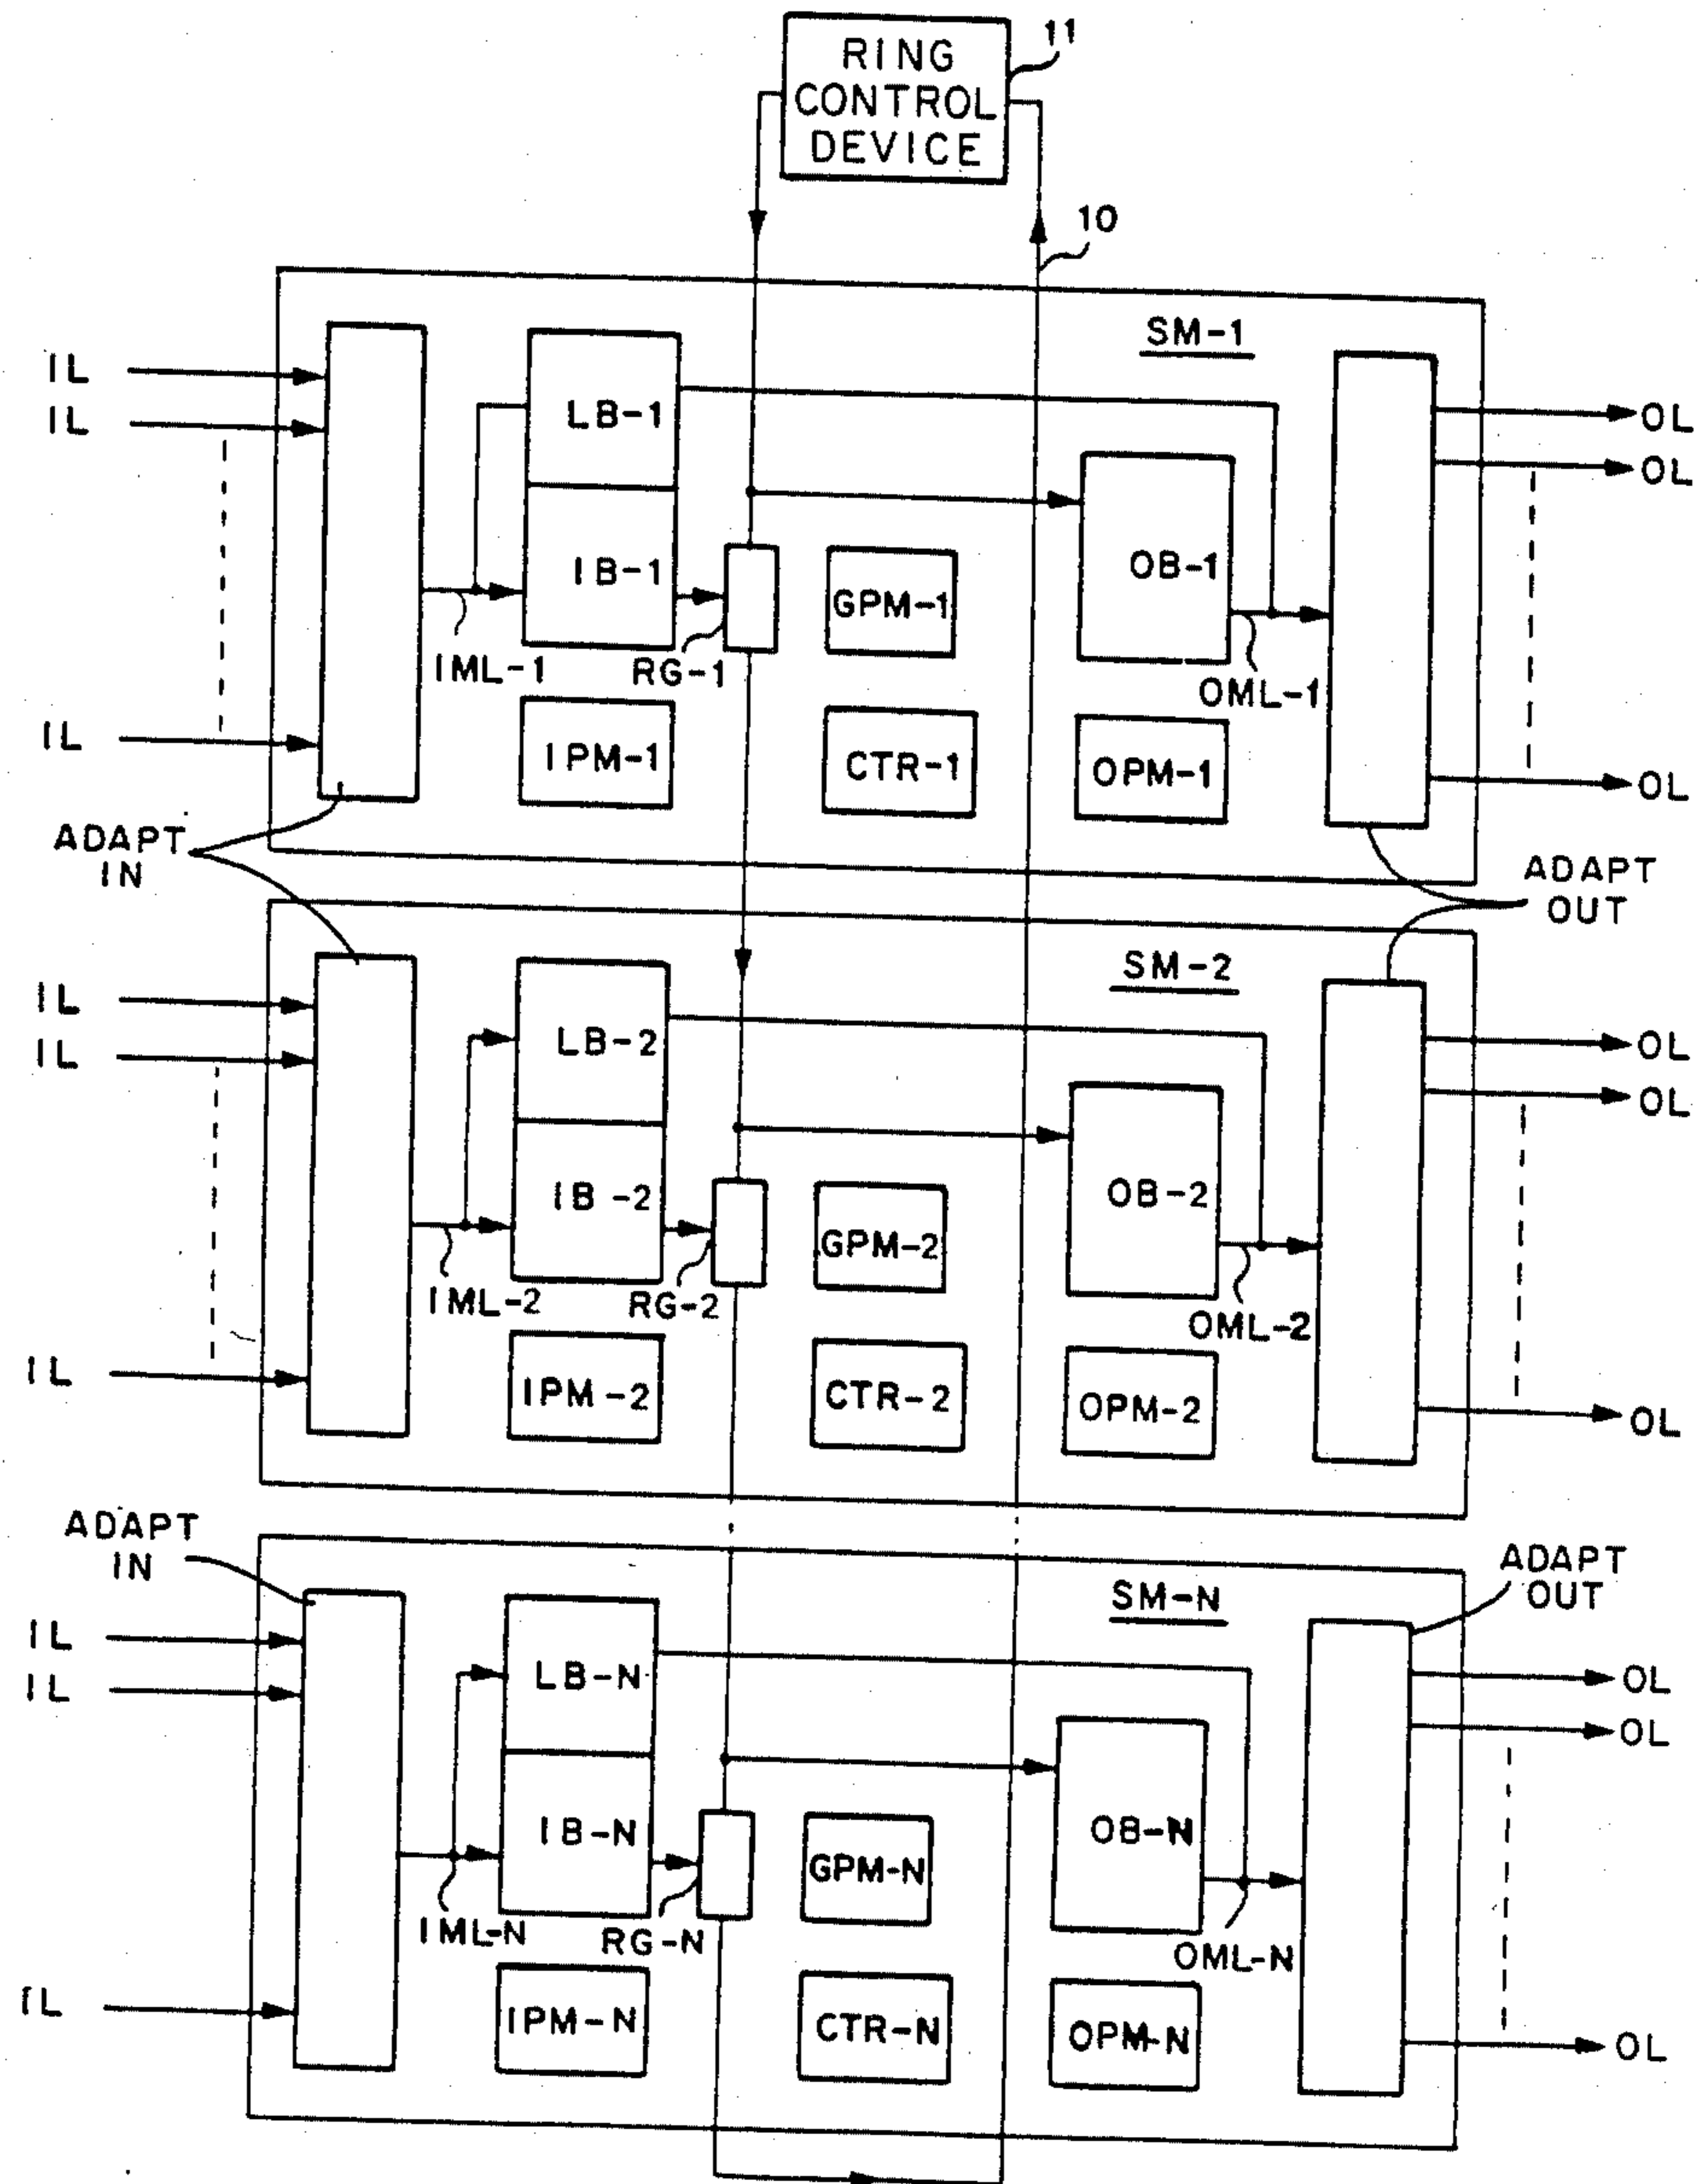 RING
CONTROL
DEVICE
11
10
SM-1
IL
IL
IL
LB-1
IB-1
IML-1
RG-1
GPM-1
OB-1
OML-1
IPM-1
CTR-1
OPM-1
OL
OL
OL
ADAPT
IN
ADAPT
OUT
SM-2
IL
IL
IL
LB-2
IB-2
IML-2
RG-2
GPM-2
OB-2
OML-2
IPM-2
CTR-2
OPM-2
OL
OL
OL
ADAPT
IN
ADAPT
OUT
SM-N
IL
IL
IL
LB-N
IB-N
IML-N
RG-N
GPM-N
OB-N
OML-N
IPM-N
CTR-N
OPM-N
OL
OL
OL